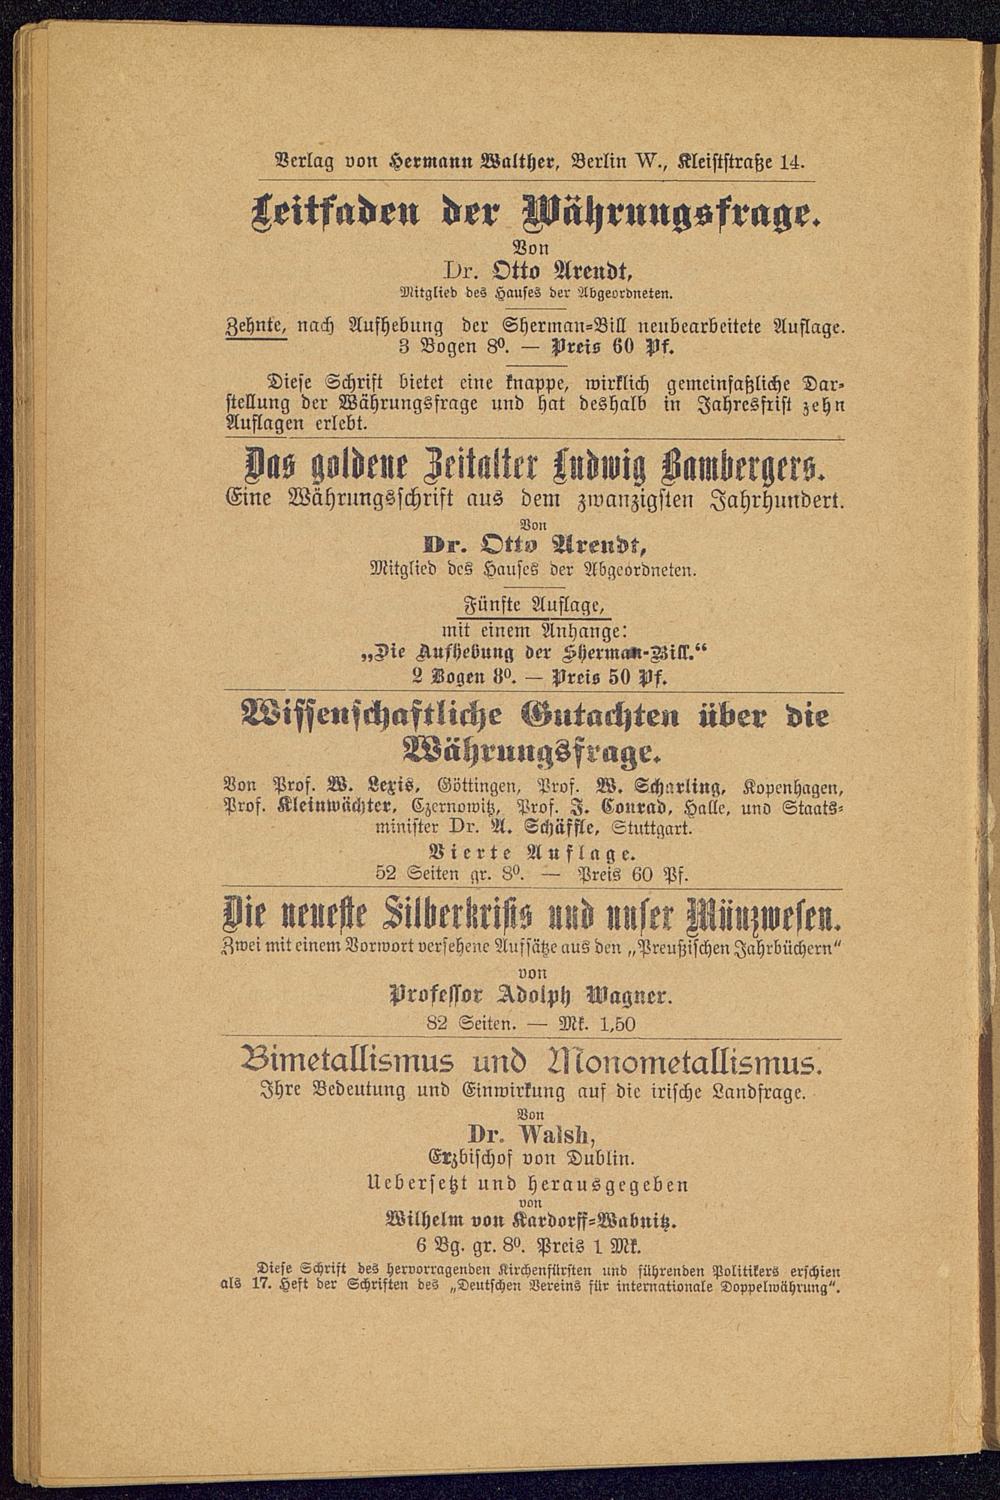 Verlag von Hermann Walther, Berlin W., Kleiststraße 14.
Leitfaden der Währungsfrage.
Von
Dr. Otto Arendt,
Mitglied des Hauses der Abgeordneten.
Zehnte, nach Aufhebung der Sherman-Bill neubearbeitete Auflage.
3 Bogen 8⁰. — Preis 60 Pf.
Diese Schrift bietet eine knappe, wirklich gemeinfaßliche Dar-
stellung der Währungsfrage und hat deshalb in Jahresfrist zehn
Auflagen erlebt.
Das goldene Zeitalter Ludwig Bambergers.
Eine Währungsschrift aus dem zwanzigsten Jahrhundert.
Von
Dr. Otto Arendt,
Mitglied des Hauses der Abgeordneten.
Fünfte Auflage,
mit einem Anhange:
„Die Aufhebung der Sherman-Bill.“
2 Bogen 8⁰. — Preis 50 Pf.
Wissenschaftliche Gutachten über die
Währungsfrage.
Von Prof. W. Lexis, Göttingen, Prof. W. Scharling, Kopenhagen,
Prof. Kleinwächter, Czernowitz, Prof. J. Conrad, Halle, und Staats-
minister Dr. A. Schäffle, Stuttgart.
Vierte Auflage.
52 Seiten gr. 8⁰. — Preis 60 Pf.
Die neueste Silberkrisis und unser Münzwesen.
Zwei mit einem Vorwort versehene Aufsätze aus den „Preußischen Jahrbüchern“
von
Professor Adolph Wagner.
82 Seiten. — Mk. 1,50
Bimetallismus und Monometallismus.
Ihre Bedeutung und Einwirkung auf die irische Landfrage.
Von
Dr. Walsh,
Erzbischof von Dublin.
Uebersetzt und herausgegeben
von
Wilhelm von Kardorff-Wabnitz.
6 Bg. gr. 8⁰. Preis 1 Mk.
Diese Schrift des hervorragenden Kirchenfürsten und führenden Politikers erschien
als 17. Heft der Schriften des „Deutschen Vereins für internationale Doppelwährung“.